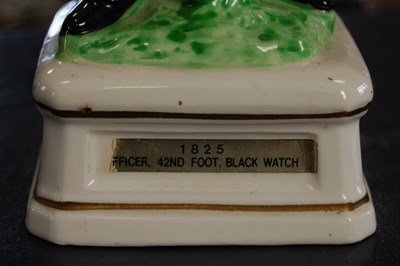 1825
FFICER, 42ND FOOT, BLACK WATCH